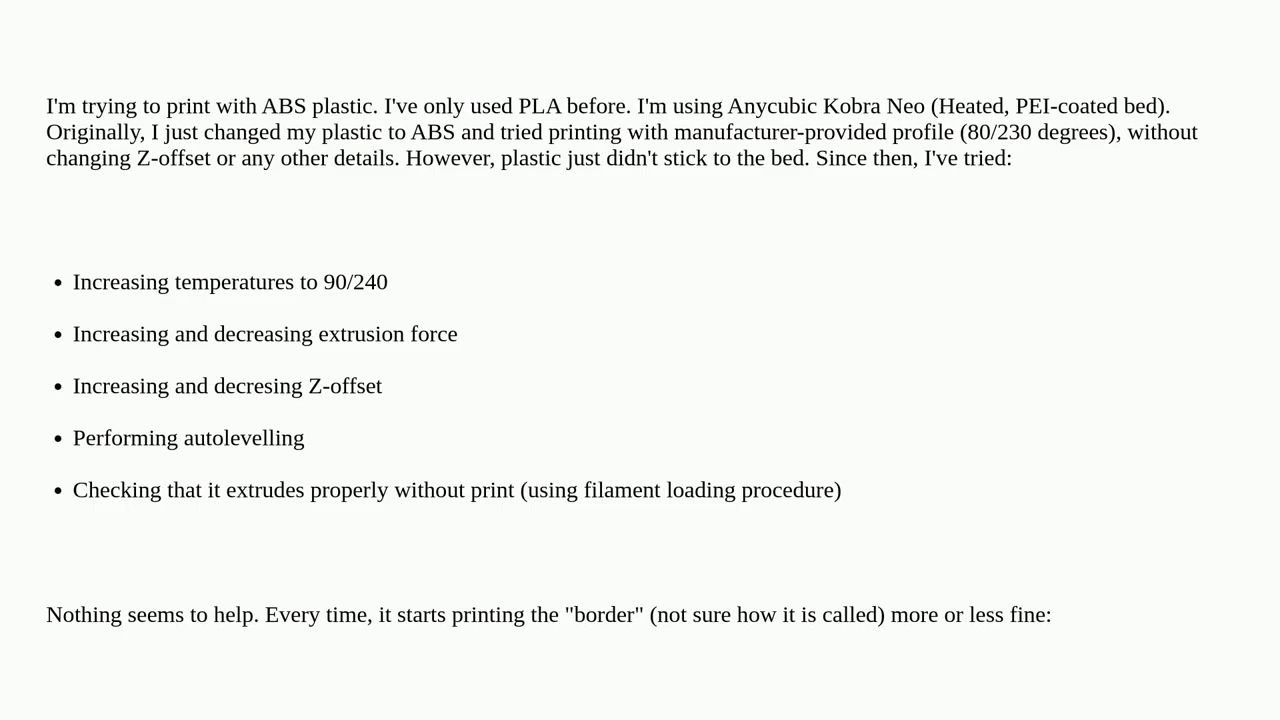 I'm trying to print with ABS plastic. I've only used PLA before. I'm using Anycubic Kobra Neo (Heated, PEI-coated bed).
Originally, I just changed my plastic to ABS and tried printing with manufacturer-provided profile (80/230 degrees), without
changing Z-offset or any other details. However, plastic just didn't stick to the bed. Since then, I've tried:
• Increasing temperatures to 90/240
• Increasing and decreasing extrusion force
• Increasing and decresing Z-offset
• Performing autolevelling
• Checking that it extrudes properly without print (using filament loading procedure)
Nothing seems to help. Every time, it starts printing the "border" (not sure how it is called) more or less fine: